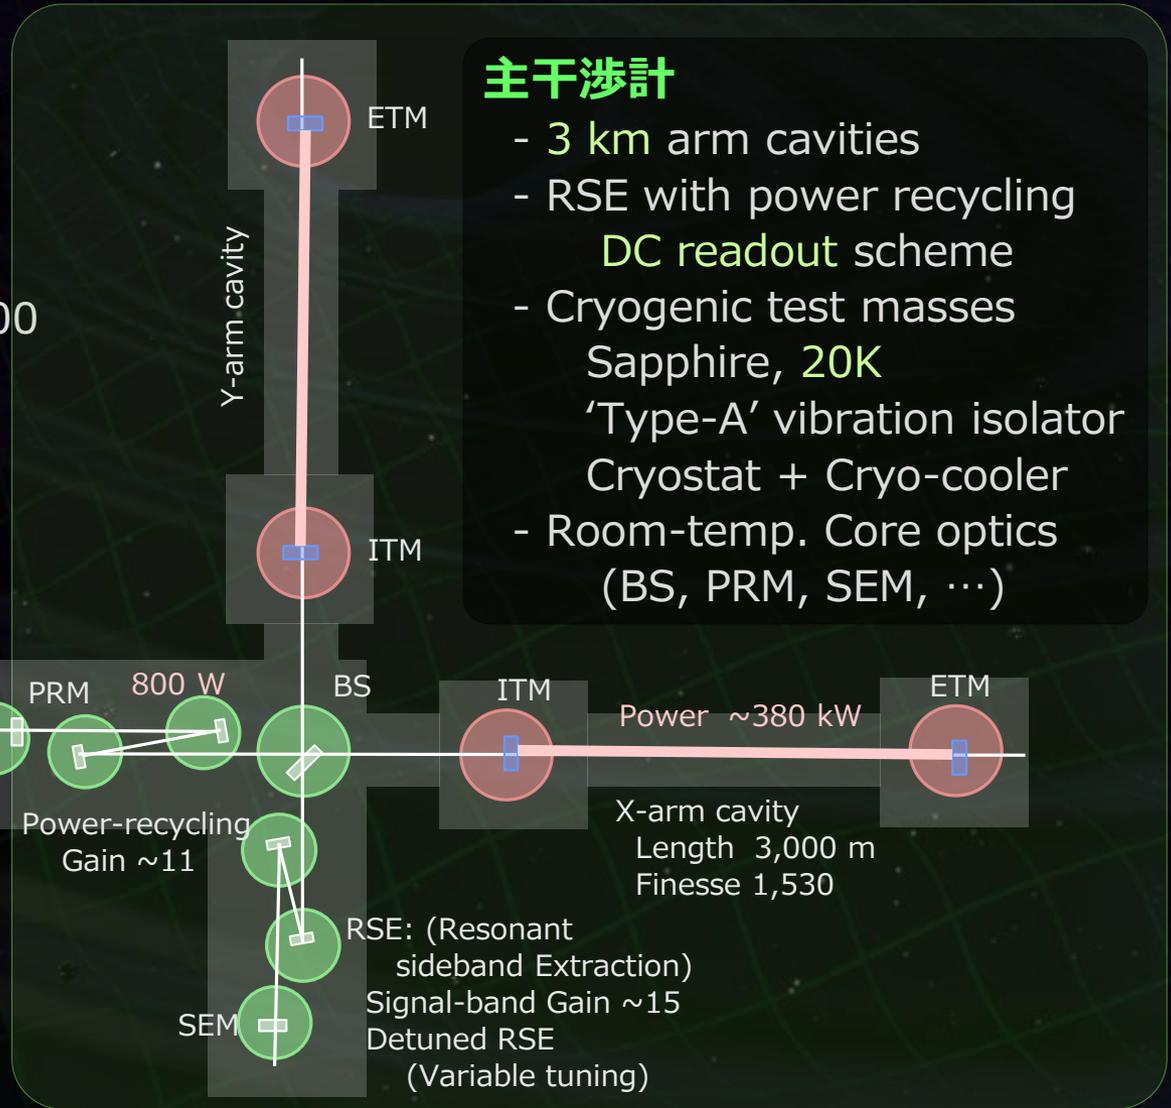 主干渉計
- 3 km arm cavities
- RSE with power recycling
DC readout scheme
- Cryogenic test masses
Sapphire, 20K
‘Type-A’ vibration isolator
Cryostat + Cryo-cooler
- Room-temp. Core optics
(BS, PRM, SEM, …)
ETM
Y-arm cavity
00
ITM
PRM
800 W
BS
ITM
ETM
Power ~380 kW
X-arm cavity
Length 3,000 m
Finesse 1,530
Power-recycling
Gain ~11
RSE: (Resonant
sideband Extraction)
Signal-band Gain ~15
Detuned RSE
(Variable tuning)
SEM